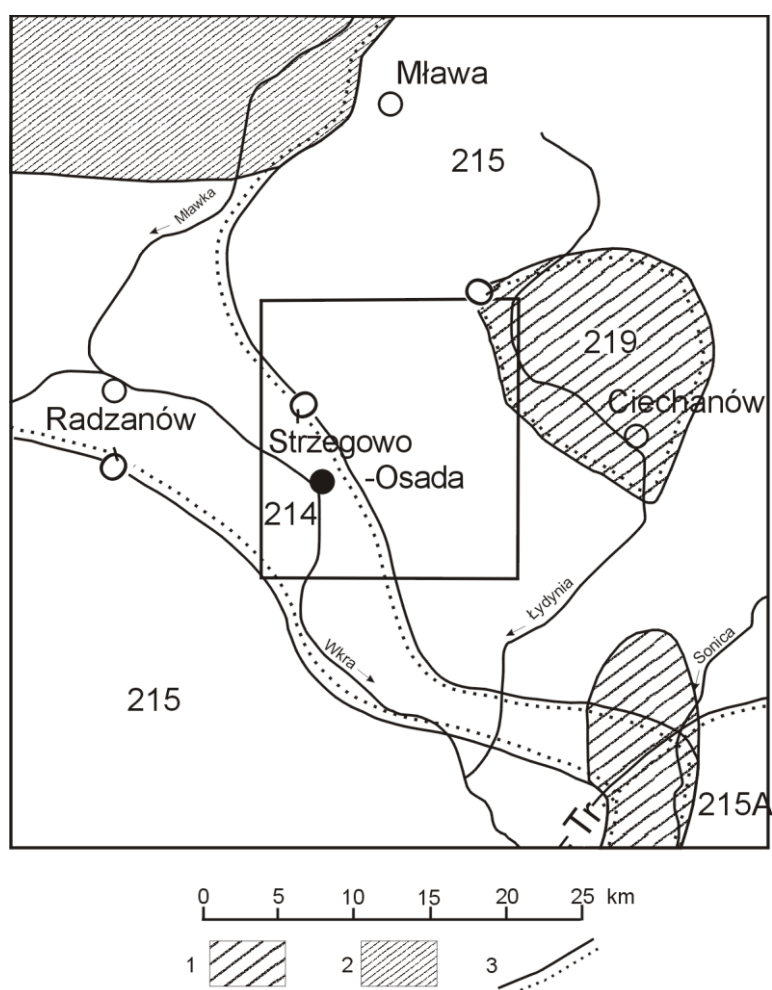 Mława
215
Mławka
219
Ciechanów
Radzanów
Strzegowo
-Osada
214
Łydynia
Sonica
Wkra
215
215A
-Tr
0 5 10 15 20 25 km
1 2 3